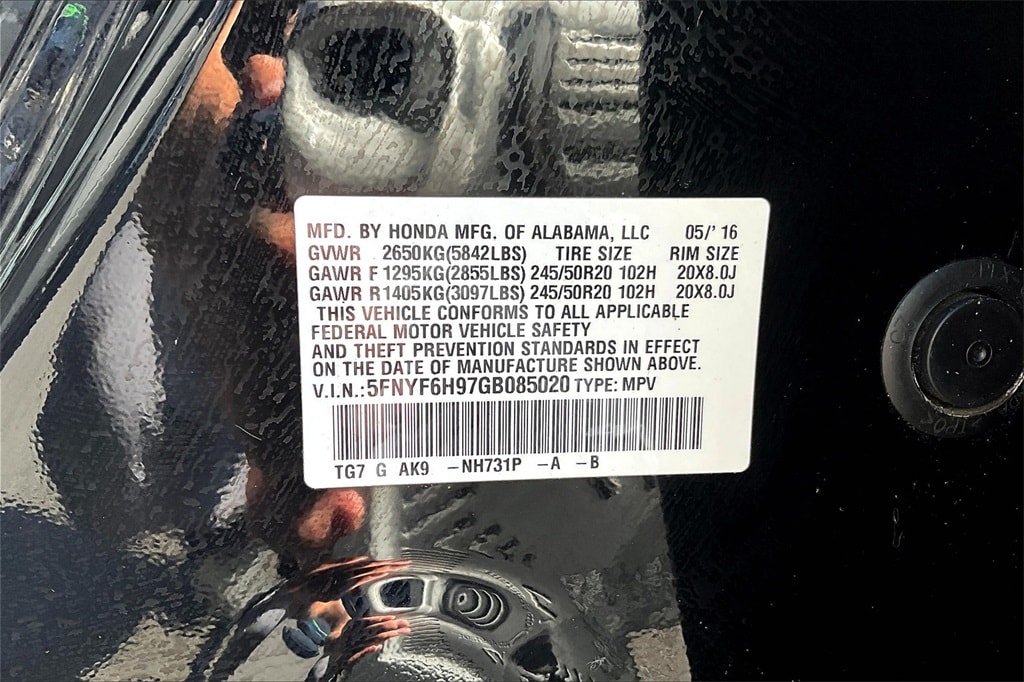 MFD. BY HONDA MFG. OF ALABAMA, LLC 05/' 16
GVWR 2650KG(5842LBS) TIRE SIZE RIM SIZE
GAWR F 1295KG(2855LBS) 245/50R20 102H 20X8.0J
GAWR R1405KG(3097LBS) 245/50R20 102H 20X8.0J
THIS VEHICLE CONFORMS TO ALL APPLICABLE
FEDERAL MOTOR VEHICLE SAFETY
AND THEFT PREVENTION STANDARDS IN EFFECT
ON THE DATE OF MANUFACTURE SHOWN ABOVE.
V.I.N.:5FNYF6H97GB085020 TYPE: MPV
TG7 G AK9 -NH731P -A -B